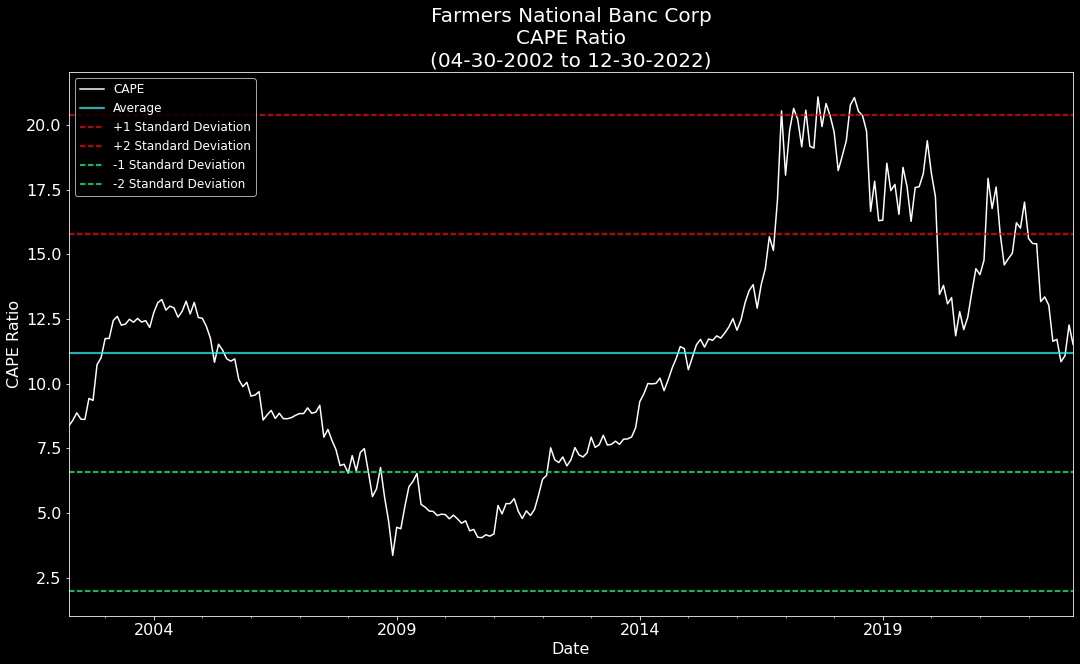 Farmers National Banc Corp
CAPE Ratio
(04-30-2002 to 12-30-2022)
CAPE
Average
+1 Standard Deviation
+2 Standard Deviation
-1 Standard Deviation
-2 Standard Deviation
20.0
17.5
15.0
12.5
10.0
7.5
5.0
2.5
CAPE Ratio
2004
2009
2014
2019
Date